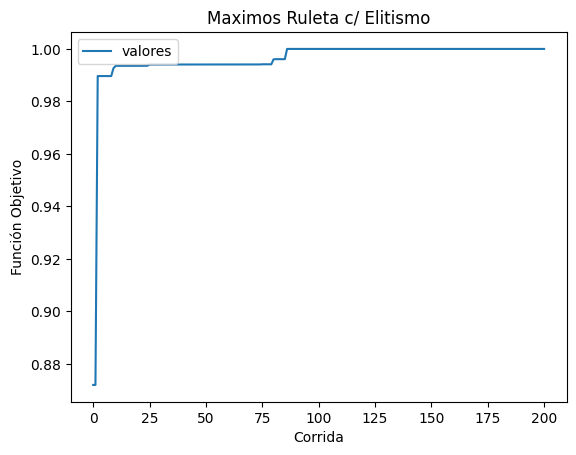 Maximos Ruleta c/ Elitismo
valores
Función Objetivo
1.00
0.98
0.96
0.94
0.92
0.90
0.88
0 25 50 75 100 125 150 175 200
Corrida